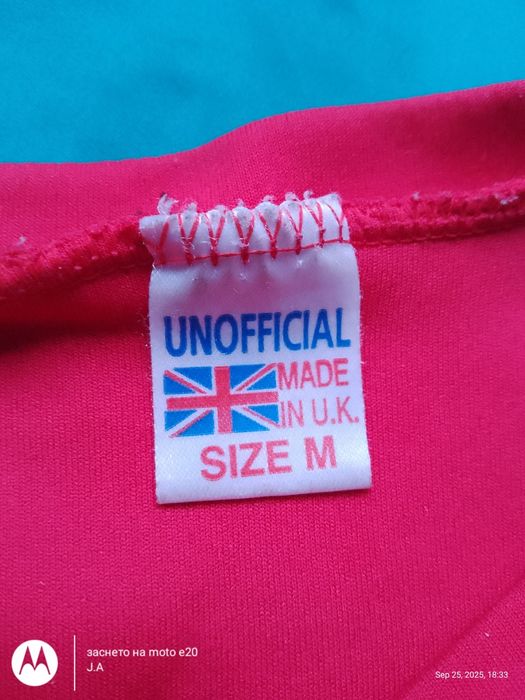 UNOFFICIAL
MADE
IN U.K.
SIZE M
заснето на moto e20
J.A
Sep 25, 2025, 18:33